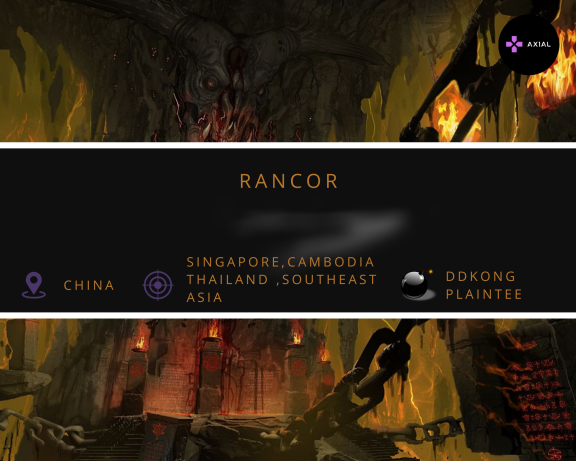 AXIAL
RANCOR
CHINA
SINGAPORE,CAMBODIA
THAILAND ,SOUTHEAST
ASIA
DDKONG
PLAINTEE